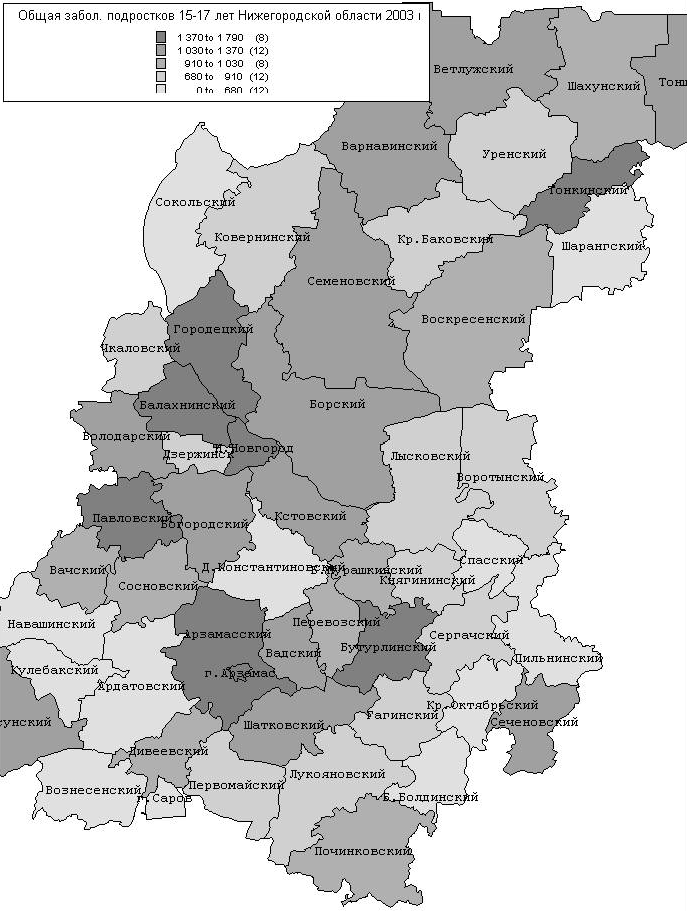 Общая забол. подростков 15-17 лет Нижегородской области 2003 г
1 370 to 1 790 (8)
1 030 to 1 370 (12)
910 to 1 030 (8)
680 to 910 (12)
0 to 680 (12)
Ветлужский
Шахунский
Тонш
Варнавинский
Уренский
Тонкинский
Сокольский
Ковернинский
Кр.Баковский
Шарангский
Семеновский
Воскресенский
Городецкий
Чкаловский
Балахнинский
Борский
Володарский
Дзержинск
Н.Новгород
Лысковский
Воротынский
Павловский
Богородский
Кстовский
Спасский
Вачский
Сосновский
Д.Константиновский
Б.Мурашкинский
Княгининский
Навашинский
Арзамасский
Перевозский
Вадский
Бутурлинский
Сергачский
Пильнинский
Кулебакский
Ардатовский
г.Арзамас
сунский
Шатковский
Гагинский
Кр.Октябрьский
Сеченовский
Дивеевский
Вознесенский
г.Саров
Первомайский
Лукояновский
Б.Болдинский
Починковский